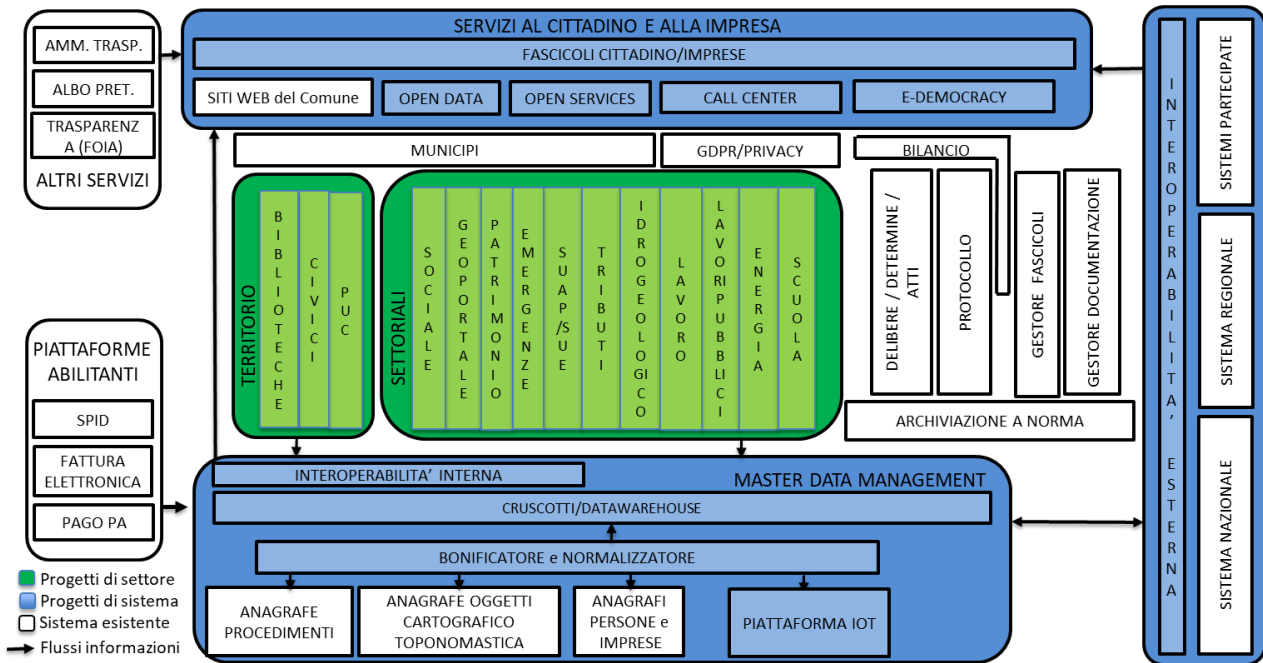 AMM. TRASP.
ALBO PRET.
TRASPARENZ
A (FOIA)
ALTRI SERVIZI
SERVIZI AL CITTADINO E ALLA IMPRESA
FASCICOLI CITTADINO/IMPRESE
SITI WEB del Comune
OPEN DATA
OPEN SERVICES
CALL CENTER
E-DEMOCRACY
MUNICIPI
GDPR/PRIVACY
BILANCIO
TERRITORIO
BIBLIOTECHE
CIVICI
PUC
SETTORIALI
SOCIALE
GEOPORTALE
PATRIMONIO
EMERGENZE
SUAP/SUE
TRIBUTI
IDROGEOLOGICO
LAVORO
LAVORI PUBBLICI
ENERGIA
SCUOLA
DELIBERE / DETERMINE /
ATTI
PROTOCOLLO
GESTORE FASCICOLI
GESTORE DOCUMENTAZIONE
ARCHIVIAZIONE A NORMA
INTEROPERABILITA' ESTERNA
SISTEMI PARTECIPATE
SISTEMA REGIONALE
SISTEMA NAZIONALE
PIATTAFORME
ABILITANTI
SPID
FATTURA
ELETTRONICA
PAGO PA
INTEROPERABILITA' INTERNA
MASTER DATA MANAGEMENT
CRUSCOTTI/DATAWAREHOUSE
BONIFICATORE e NORMALIZZATORE
ANAGRAFE
PROCEDIMENTI
ANAGRAFE OGGETTI
CARTOGRAFICO
TOPONOMASTICA
ANAGRAFI
PERSONE e
IMPRESE
PIATTAFORMA IOT
Progetti di settore
Progetti di sistema
Sistema esistente
Flussi informazioni